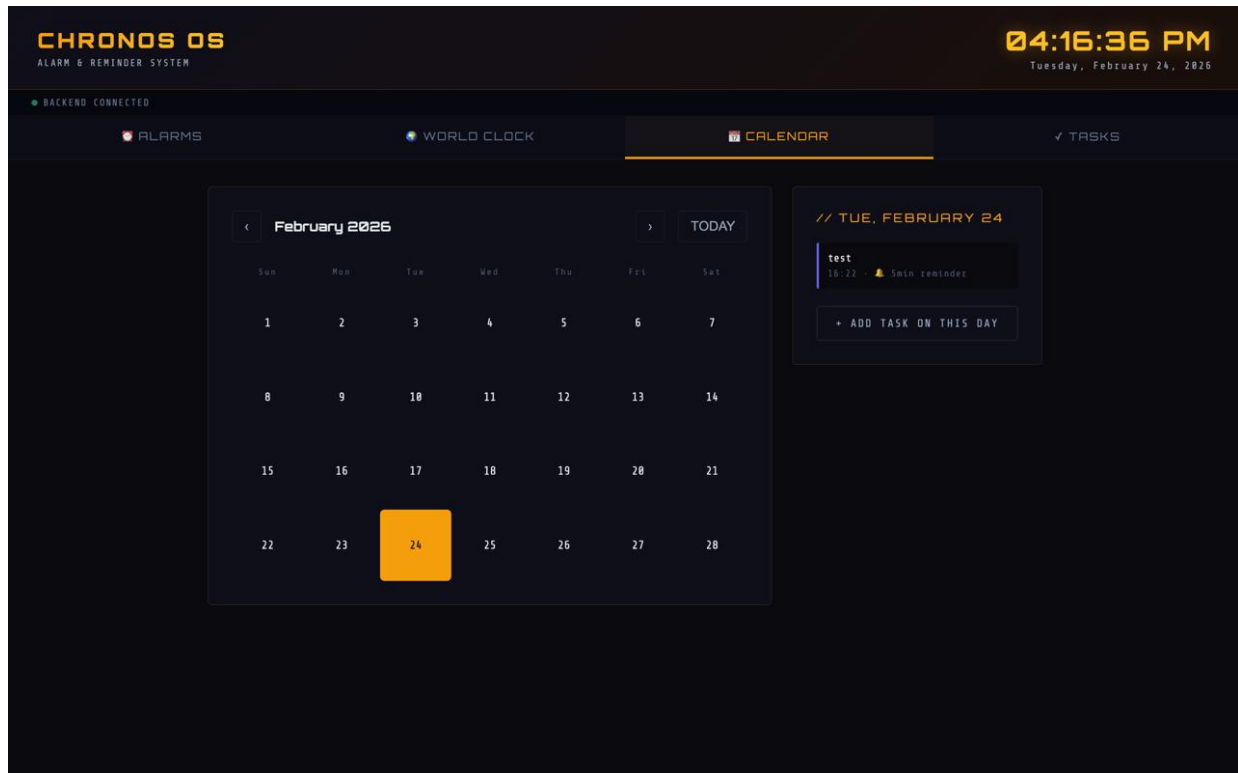 CHRONOS OS
ALARM & REMINDER SYSTEM
04:16:36 PM
Tuesday, February 24, 2026
BACKEND CONNECTED
ALARMS
WORLD CLOCK
17 CALENDAR
✓ TASKS
‹ February 2026 › TODAY
Sun Mon Tue Wed Thu Fri Sat
1 2 3 4 5 6 7
8 9 10 11 12 13 14
15 16 17 18 19 20 21
22 23 24 25 26 27 28
// TUE, FEBRUARY 24
test
16:22 · 🔔 5min reminder
+ ADD TASK ON THIS DAY